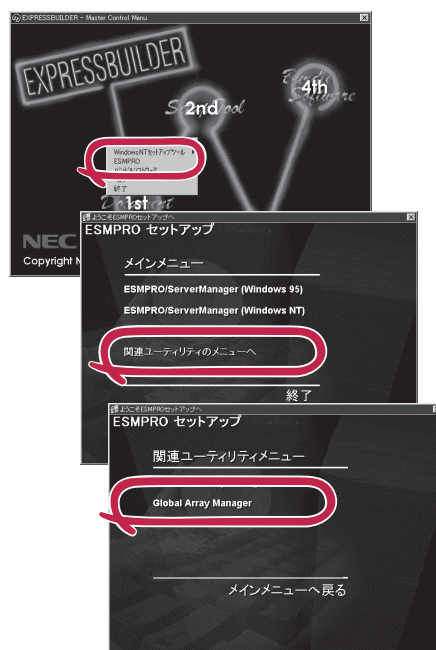 EXPRESSBUILDER - Master Control Menu
EXPRESSBUILDER
4th
2nd
WindowsNTセットアップツール
ESMPRO
終了
1st
NEC
Copyright
ようこそESMPROセットアップへ
ESMPRO セットアップ
メインメニュー
ESMPRO/ServerManager (Windows 95)
ESMPRO/ServerManager (Windows NT)
関連ユーティリティのメニューへ
終了
ようこそESMPROセットアップへ
ESMPRO セットアップ
関連ユーティリティメニュー
Global Array Manager
メインメニューへ戻る